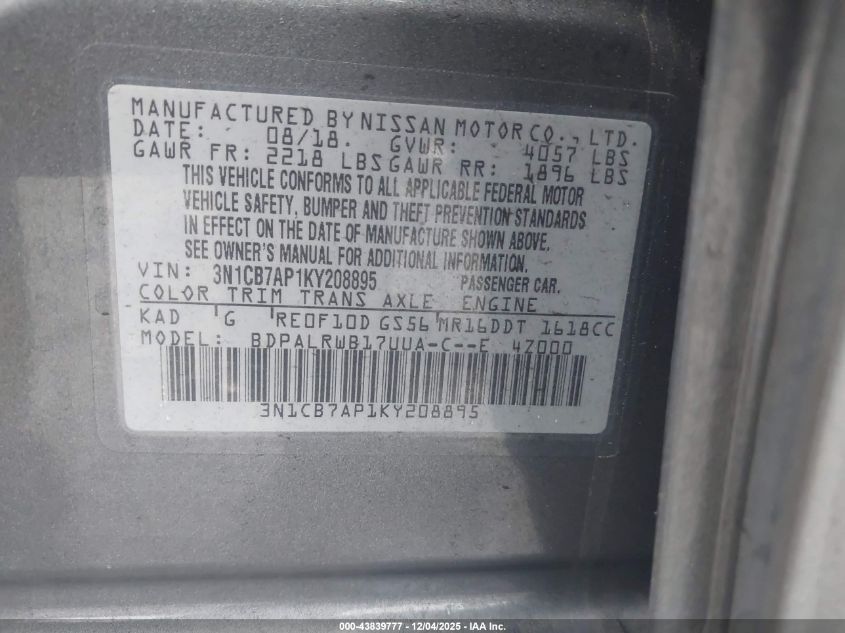 MANUFACTURED BY NISSAN MOTOR CO., LTD.
DATE: 08/18. GVWR: 4057 LBS
GAWR FR: 2218 LBS GAWR RR: 1896 LBS
THIS VEHICLE CONFORMS TO ALL APPLICABLE FEDERAL MOTOR
VEHICLE SAFETY, BUMPER AND THEFT PREVENTION STANDARDS
IN EFFECT ON THE DATE OF MANUFACTURE SHOWN ABOVE.
SEE OWNER'S MANUAL FOR ADDITIONAL INFORMATION.
VIN: 3N1CB7AP1KY208895 PASSENGER CAR.
COLOR TRIM TRANS AXLE ENGINE
KAD G RE0F10D GS56 MR16DDT 1618CC
MODEL: BDPALRWB17UUA-C--E 4Z000
3N1CB7AP1KY208895
000-43839777 - 12/04/2025 - IAA Inc.